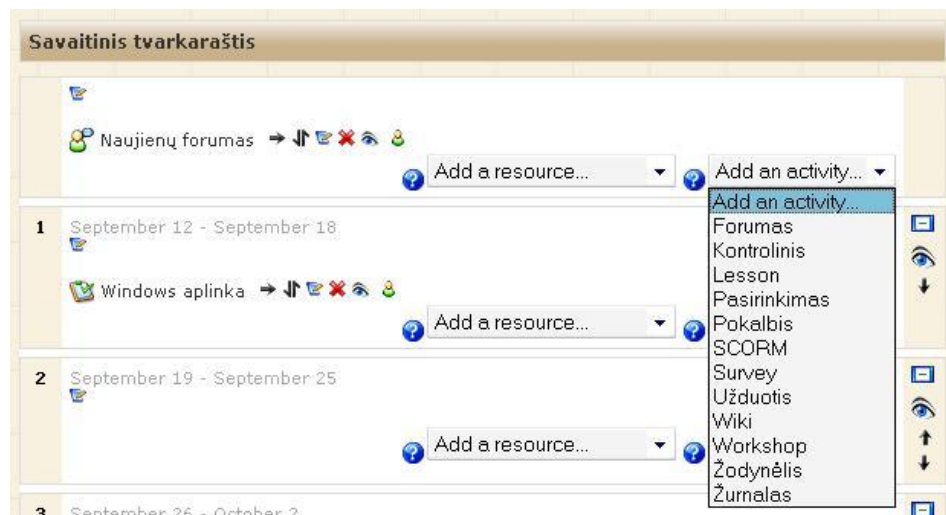 Savaitinis tvarkaraštis
Naujienų forumas
Add a resource... Add an activity...
Add an activity...
Forumas
Kontrolinis
Lesson
Pasirinkimas
Pokalbis
SCORM
Survey
Užduotis
Wiki
Workshop
Žodynėlis
Žurnalas
1 September 12 - September 18
Windows aplinka
Add a resource...
2 September 19 - September 25
Add a resource...
3 September 26 - October 2